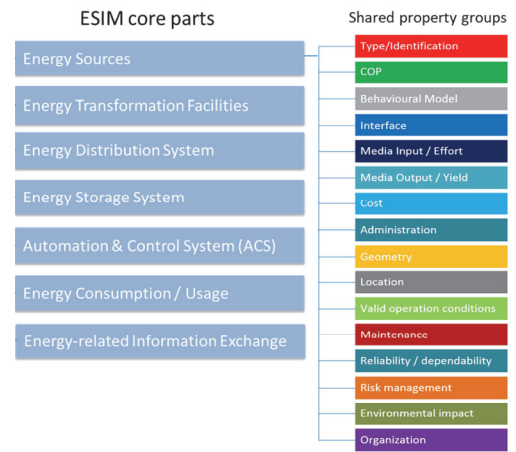 ESIM core parts
Energy Sources
Energy Transformation Facilities
Energy Distribution System
Energy Storage System
Automation & Control System (ACS)
Energy Consumption / Usage
Energy-related Information Exchange
Shared property groups
Type/Identification
COP
Behavioural Model
Interface
Media Input / Effort
Media Output / Yield
Cost
Administration
Geometry
Location
Valid operation conditions
Maintenance
Reliability / dependability
Risk management
Environmental impact
Organization